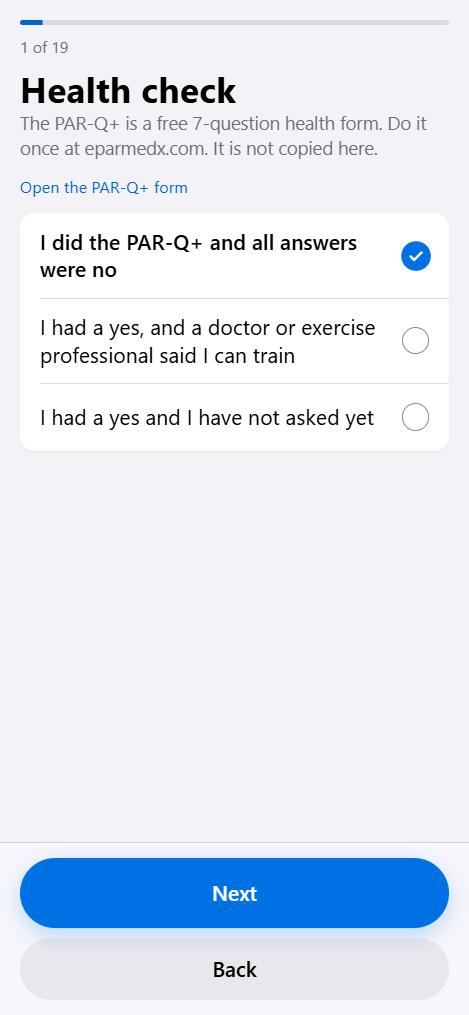 1 of 19
Health check
The PAR-Q+ is a free 7-question health form. Do it
once at eparmedx.com. It is not copied here.
Open the PAR-Q+ form
I did the PAR-Q+ and all answers
were no
I had a yes, and a doctor or exercise
professional said I can train
I had a yes and I have not asked yet
Next
Back